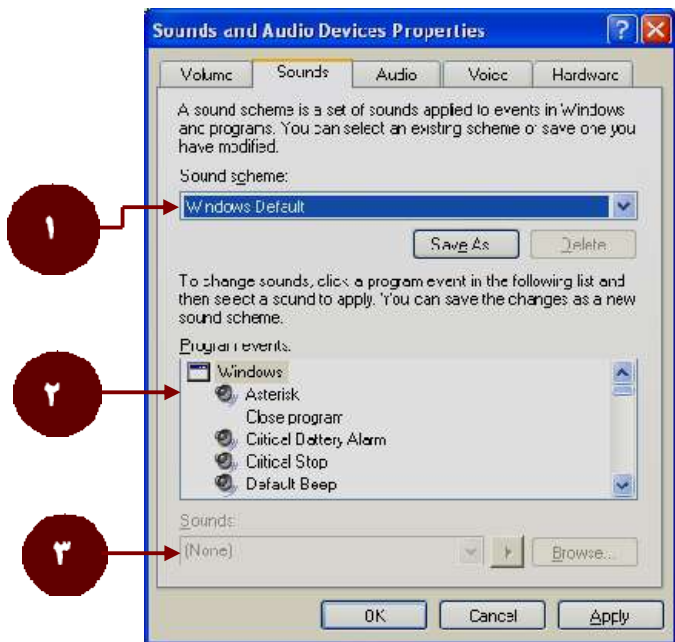 Sounds and Audio Devices Properties
Volume Sounds Audio Voice Hardware
A sound scheme is a set of sounds applied to events in Windows
and programs. You can select an existing scheme or save one you
have modified.
Sound scheme:
۱
Windows Default
Save As Delete
To change sounds, click a program event in the following list and
then select a sound to apply. You can save the changes as a new
sound scheme.
Program events:
Windows
۲
Asterisk
Close program
Critical Battery Alarm
Critical Stop
Default Beep
Sounds:
۳
(None) Browse...
OK Cancel Apply